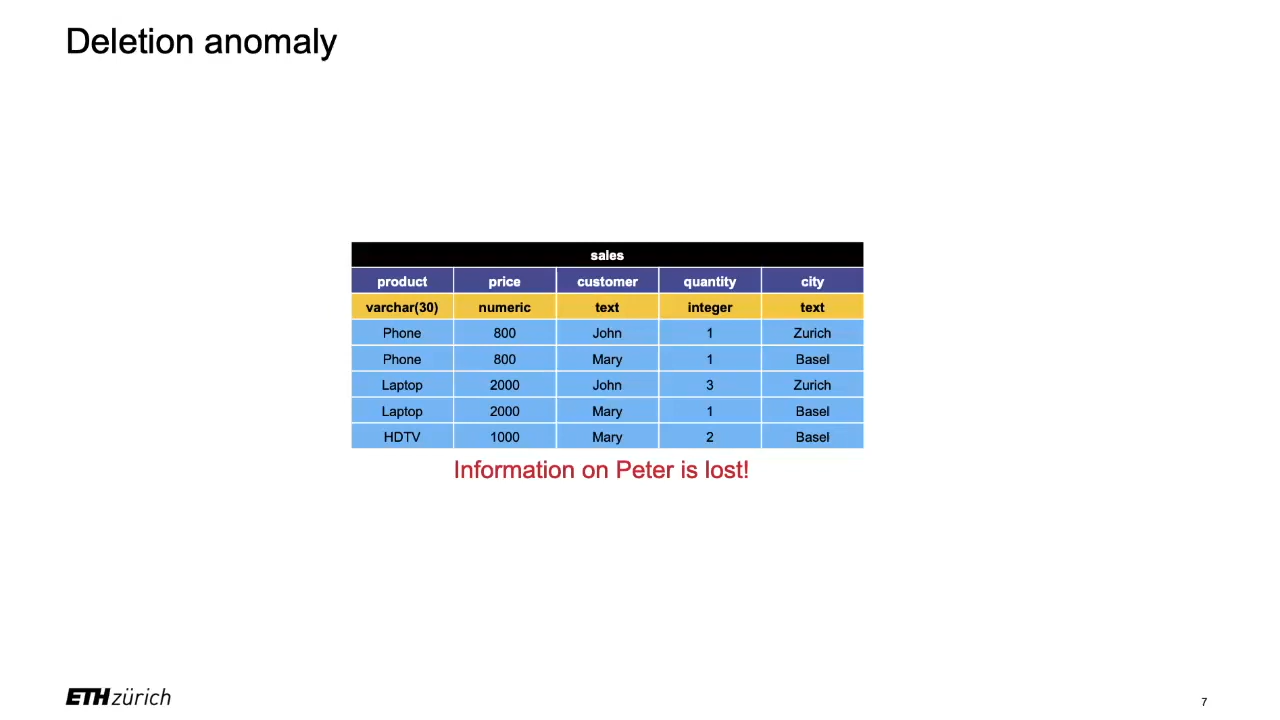 Deletion anomaly
sales
product price customer quantity city
varchar(30) numeric text integer text
Phone 800 John 1 Zurich
Phone 800 Mary 1 Basel
Laptop 2000 John 3 Zurich
Laptop 2000 Mary 1 Basel
HDTV 1000 Mary 2 Basel
Information on Peter is lost!
ETH zürich
7